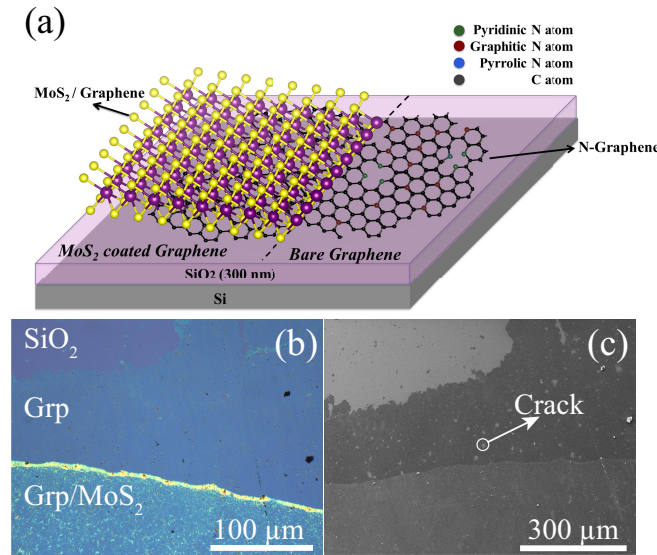 (a)
Pyridinic N atom
Graphitic N atom
Pyrrolic N atom
C atom
MoS₂ / Graphene
N-Graphene
MoS₂ coated Graphene
Bare Graphene
SiO₂ (300 nm)
Si
SiO₂
(b)
Grp
Grp/MoS₂
100 µm
(c)
Crack
300 µm